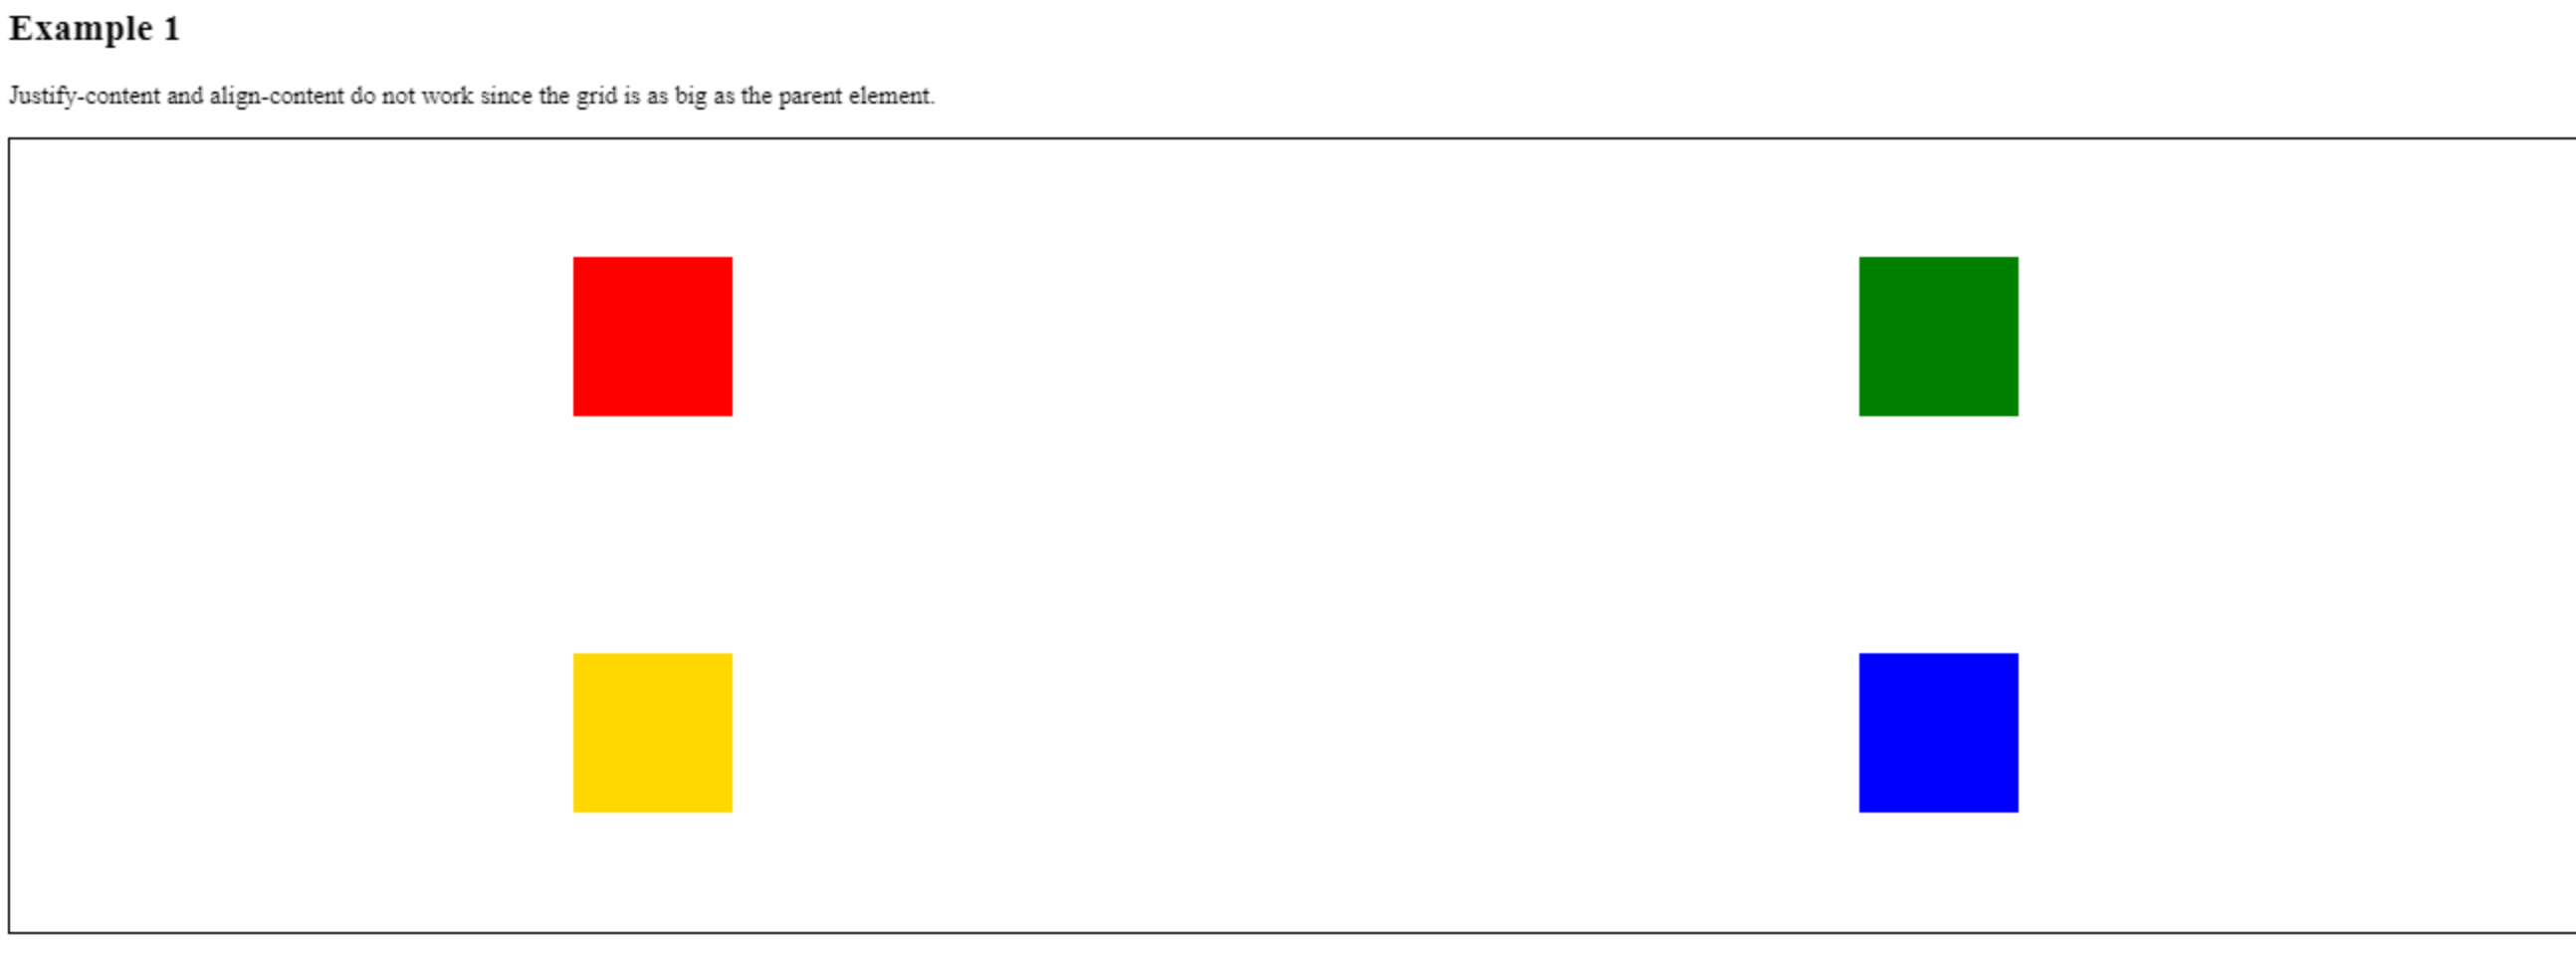 Example 1
Justify-content and align-content do not work since the grid is as big as the parent element.